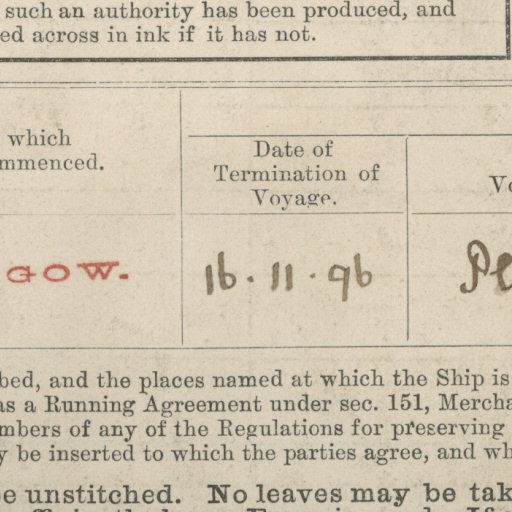 such an authority has been produced, and
ed across in ink if it has not.
which
mmenced.
Date of
Termination of
Voyage.
GOW.
16.11.96
bed, and the places named at which the Ship is
as a Running Agreement under sec. 151, Mercha
mbers of any of the Regulations for preserving
y be inserted to which the parties agree, and wh
be unstitched. No leaves may be tak